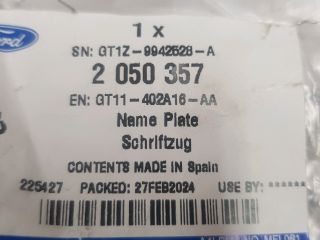 Ford
1 x
SN: GT1Z-9942528-A
2 050 357
EN: GT11-402A16-AA
Name Plate
Schriftzug
CONTENTS MADE IN Spain
225427 PACKED: 27FEB2024 USE BY: ******